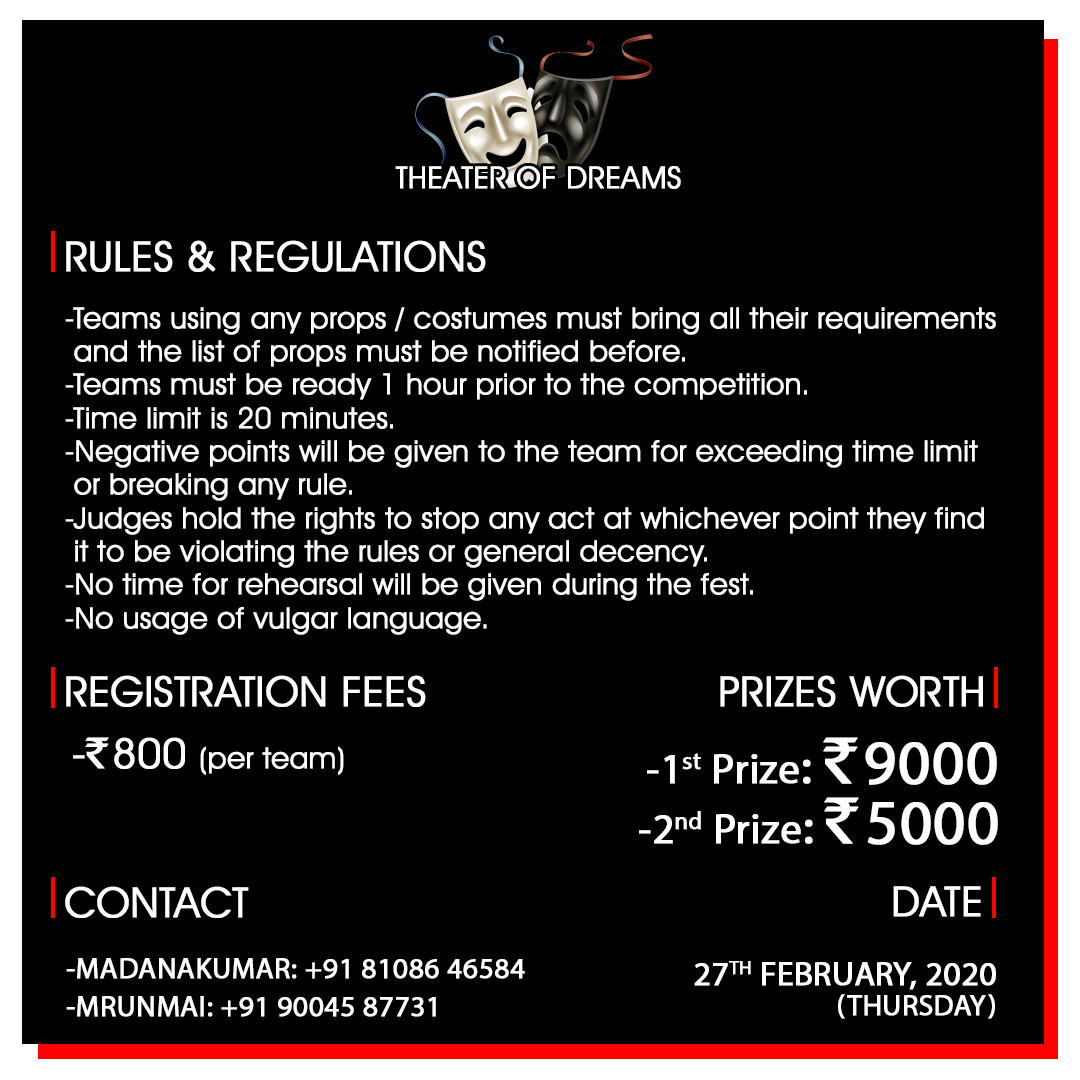 THEATER OF DREAMS
RULES & REGULATIONS
-Teams using any props / costumes must bring all their requirements
and the list of props must be notified before.
-Teams must be ready 1 hour prior to the competition.
-Time limit is 20 minutes.
-Negative points will be given to the team for exceeding time limit
or breaking any rule.
-Judges hold the rights to stop any act at whichever point they find
it to be violating the rules or general decency.
-No time for rehearsal will be given during the fest.
-No usage of vulgar language.
REGISTRATION FEES
-₹800 (per team)
PRIZES WORTH
-1st Prize: ₹9000
-2nd Prize: ₹5000
CONTACT
-MADANAKUMAR: +91 81086 46584
-MRUNMAI: +91 90045 87731
DATE
27TH FEBRUARY, 2020
(THURSDAY)